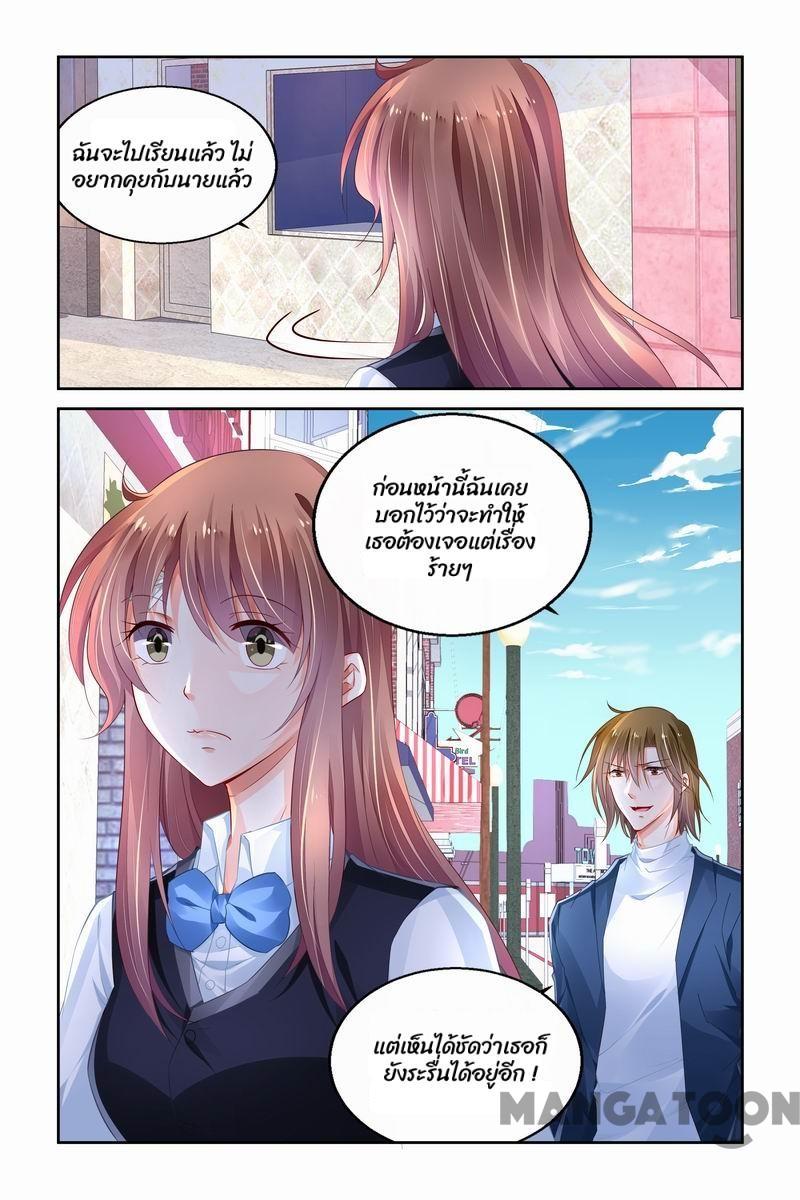 ฉันจะไปเรียนแล้ว ไม่
อยากคุยกับนายแล้ว
ก่อนหน้านี้ฉันเคย
บอกไว้ว่าจะทำให้
เธอต้องเจอแต่เรื่อง
ร้ายๆ
Bird
TEL
แต่เห็นได้ชัดว่าเธอก็
ยังระรื่นได้อยู่อีก !
MANGATOON